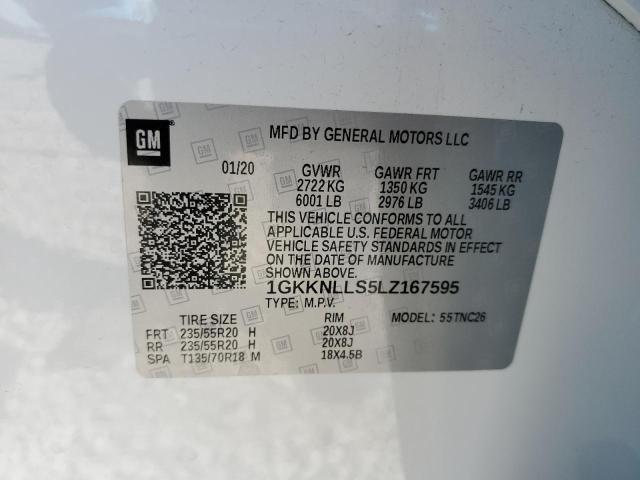 GM
MFD BY GENERAL MOTORS LLC
01/20 GVWR GAWR FRT GAWR RR
2722 KG 1350 KG 1545 KG
6001 LB 2976 LB 3406 LB
THIS VEHICLE CONFORMS TO ALL
APPLICABLE U.S. FEDERAL MOTOR
VEHICLE SAFETY STANDARDS IN EFFECT
ON THE DATE OF MANUFACTURE
SHOWN ABOVE.
1GKKNLLS5LZ167595
TYPE: M.P.V. MODEL: 55TNC26
TIRE SIZE RIM
FRT 235/55R20 H 20X8J
RR 235/55R20 H 20X8J
SPA T135/70R18 M 18X4.5B